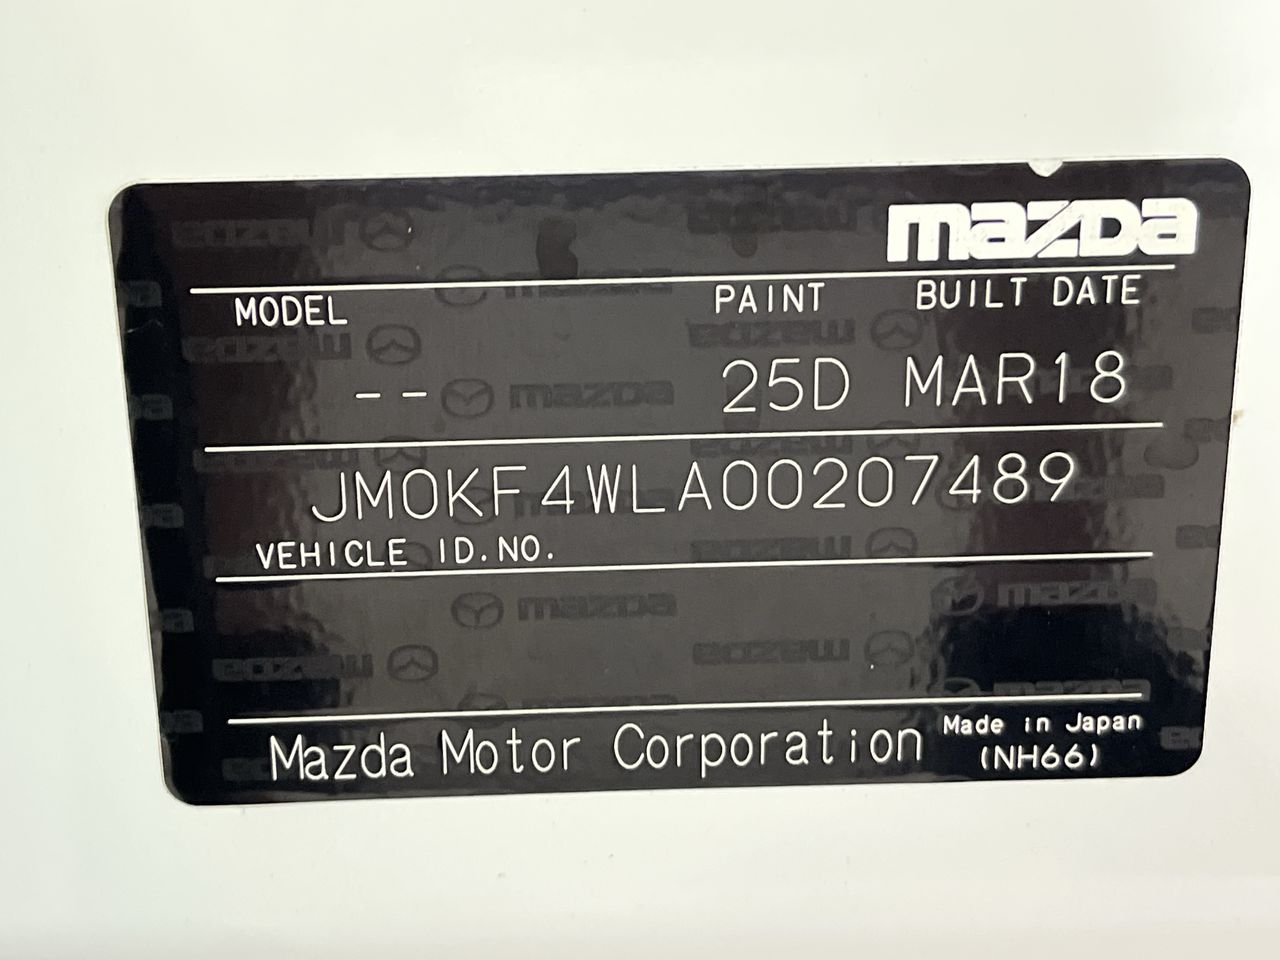 mazda
MODEL PAINT BUILT DATE
-- 25D MAR18
JM0KF4WLA00207489
VEHICLE ID.NO.
Mazda Motor Corporation Made in Japan
(NH66)